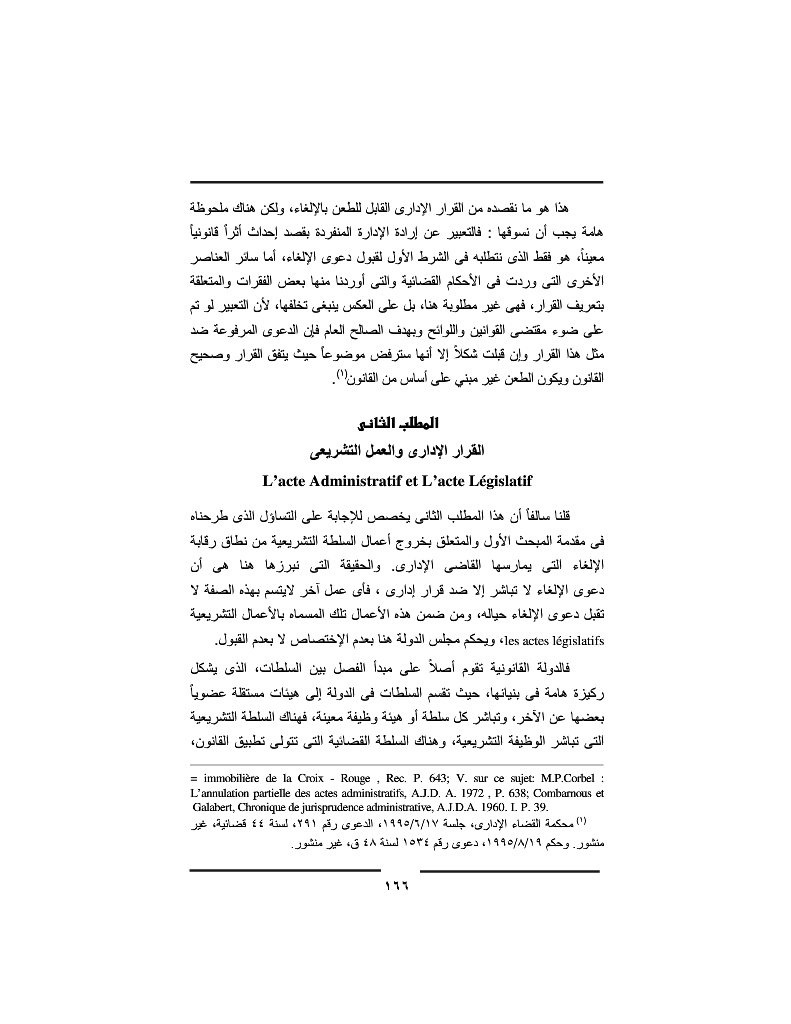 هذا هو ما نقصده من القرار الإدارى القابل للطعن بالإلغاء، ولكن هناك ملحوظة
هامة يجب أن نسوقها : فالتعبير عن إرادة الإدارة المنفردة بقصد إحداث أثراً قانونياً
معيناً، هو فقط الذى نتطلبه فى الشرط الأول لقبول دعوى الإلغاء، أما سائر العناصر
الأخرى التى وردت فى الأحكام القضائية والتى أوردنا منها بعض الفقرات والمتعلقة
بتعريف القرار، فهى غير مطلوبة هنا، بل على العكس ينبغى تخلفها، لأن التعبير لو تم
على ضوء مقتضى القوانين واللوائح وبهدف الصالح العام فإن الدعوى المرفوعة ضد
مثل هذا القرار وإن قبلت شكلاً إلا أنها سترفض موضوعاً حيث يتفق القرار وصحيح
القانون ويكون الطعن غير مبني على أساس من القانون(١).
المطلب الثانى
القرار الإدارى والعمل التشريعى
L’acte Administratif et L’acte Législatif
قلنا سالفاً أن هذا المطلب الثانى يخصص للإجابة على التساؤل الذى طرحناه
فى مقدمة المبحث الأول والمتعلق بخروج أعمال السلطة التشريعية من نطاق رقابة
الإلغاء التى يمارسها القاضى الإدارى. والحقيقة التى نبرزها هنا هى أن
دعوى الإلغاء لا تباشر إلا ضد قرار إدارى ، فأى عمل آخر لايتسم بهذه الصفة لا
تقبل دعوى الإلغاء حياله، ومن ضمن هذه الأعمال تلك المسماه بالأعمال التشريعية
les actes législatifs، ويحكم مجلس الدولة هنا بعدم الإختصاص لا بعدم القبول.
فالدولة القانونية تقوم أصلاً على مبدأ الفصل بين السلطات، الذى يشكل
ركيزة هامة فى بنيانها، حيث تقسم السلطات فى الدولة إلى هيئات مستقلة عضوياً
بعضها عن الآخر، وتباشر كل سلطة أو هيئة وظيفة معينة، فهناك السلطة التشريعية
التى تباشر الوظيفة التشريعية، وهناك السلطة القضائية التى تتولى تطبيق القانون،
= immobilière de la Croix - Rouge , Rec. P. 643; V. sur ce sujet: M.P.Corbel :
L’annulation partielle des actes administratifs, A.J.D. A. 1972 , P. 638; Combarnous et
Galabert, Chronique de jurisprudence administrative, A.J.D.A. 1960. I. P. 39.
(١) محكمة القضاء الإدارى، جلسة ١٩٩٥/٦/١٧، الدعوى رقم ٢٩١، لسنة ٤٤ قضائية، غير
منشور. وحكم ١٩٩٥/٨/١٩، دعوى رقم ١٥٣٤ لسنة ٤٨ ق، غير منشور.
١٦٦